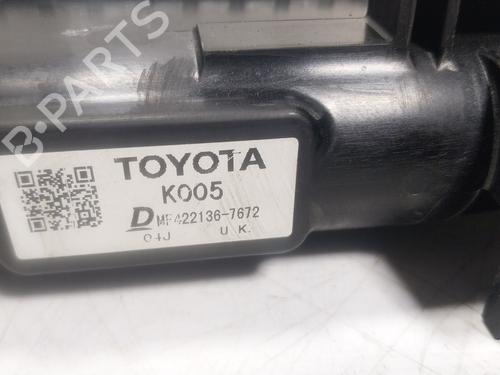 B-PARTS
TOYOTA
K005
D MF422136-7672
04J U.K.